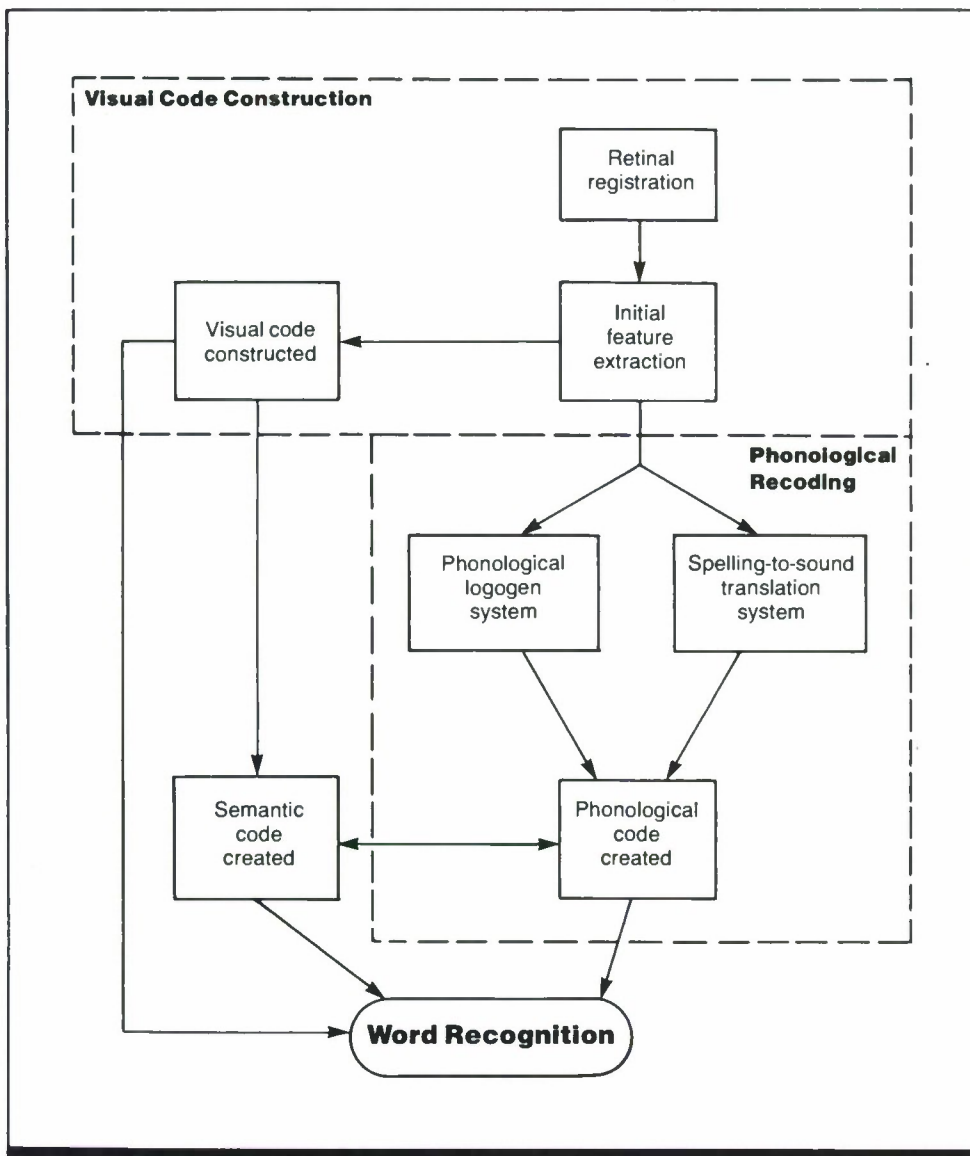 Visual Code Construction
Retinal
registration
Visual code
constructed
Initial
feature
extraction
Phonological
Recoding
Phonological
logogen
system
Spelling-to-sound
translation
system
Semantic
code
created
Phonological
code
created
Word Recognition